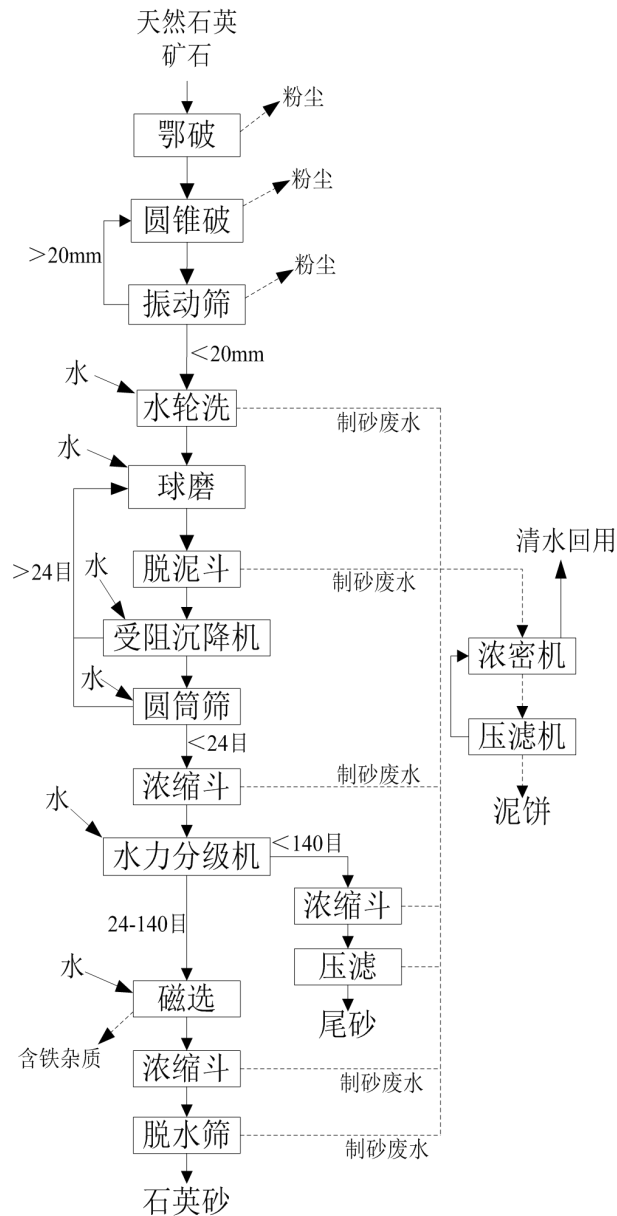 天然石英
矿石
粉尘
鄂破
粉尘
圆锥破
>20mm
粉尘
振动筛
<20mm
水
水轮洗
制砂废水
水
球磨
清水回用
>24目
水
脱泥斗
制砂废水
受阻沉降机
浓密机
水
圆筒筛
压滤机
<24目
浓缩斗
制砂废水
水
泥饼
水力分级机
<140目
浓缩斗
24-140目
压滤
水
磁选
尾砂
含铁杂质
浓缩斗
制砂废水
脱水筛
制砂废水
石英砂